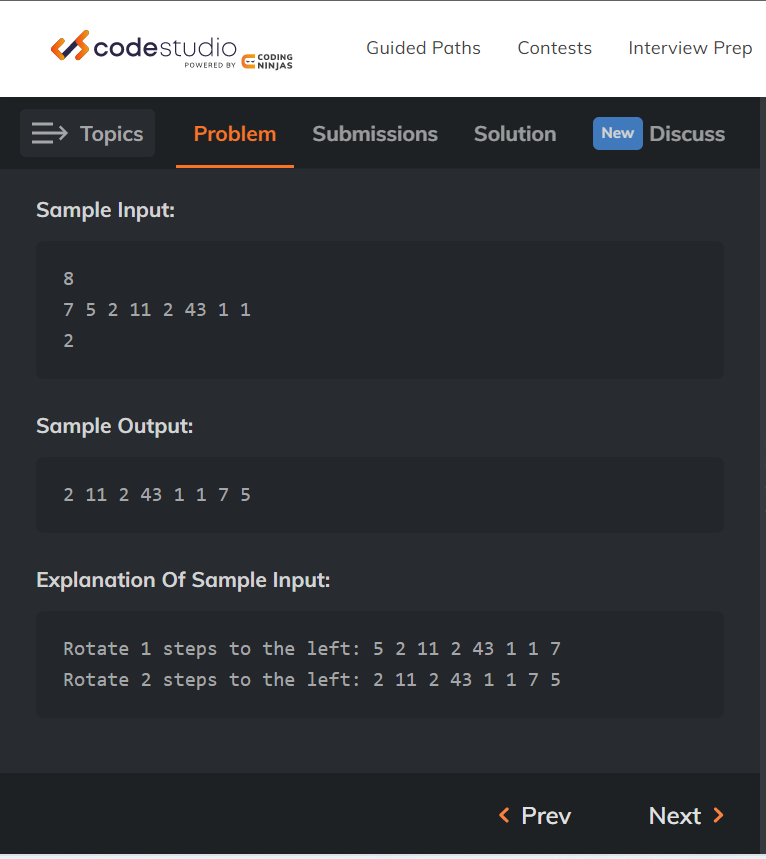 codestudio
POWERED BY CODING NINJAS
Guided Paths Contests Interview Prep
Topics Problem Submissions Solution New Discuss
Sample Input:
8
7 5 2 11 2 43 1 1
2
Sample Output:
2 11 2 43 1 1 7 5
Explanation Of Sample Input:
Rotate 1 steps to the left: 5 2 11 2 43 1 1 7
Rotate 2 steps to the left: 2 11 2 43 1 1 7 5
Prev Next